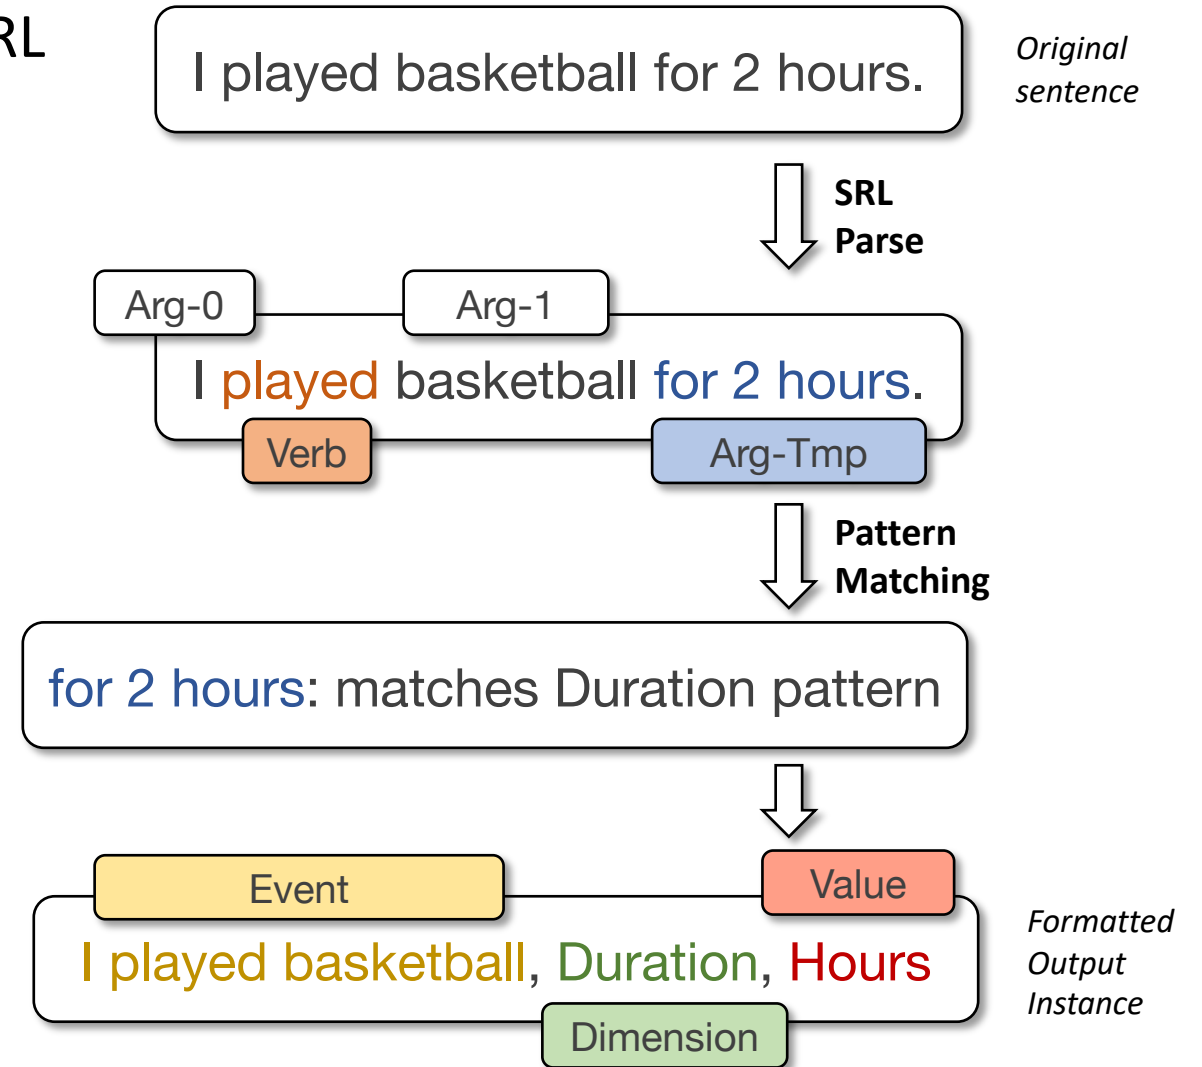 RL
I played basketball for 2 hours.
Original
sentence
SRL
Parse
Arg-0
Arg-1
I played basketball for 2 hours.
Verb
Arg-Tmp
Pattern
Matching
for 2 hours: matches Duration pattern
Event
Value
I played basketball, Duration, Hours
Dimension
Formatted
Output
Instance